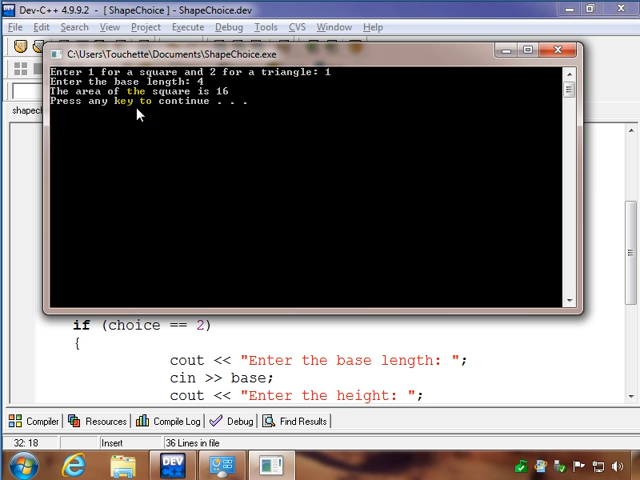 Dev-C++ 4.9.9.2 - [ ShapeChoice ] - ShapeChoice.dev
File Edit Search View Project Execute Debug Tools CVS Window Help
C:\Users\Touchette\Documents\ShapeChoice.exe
Enter 1 for a square and 2 for a triangle: 1
Enter the base length: 4
The area of the square is 16
Press any key to continue . . .
if (choice == 2)
{
cout << "Enter the base length: ";
cin >> base;
cout << "Enter the height: ";
Compiler Resources Compile Log Debug Find Results
32: 18 Insert 36 Lines in file
DEV